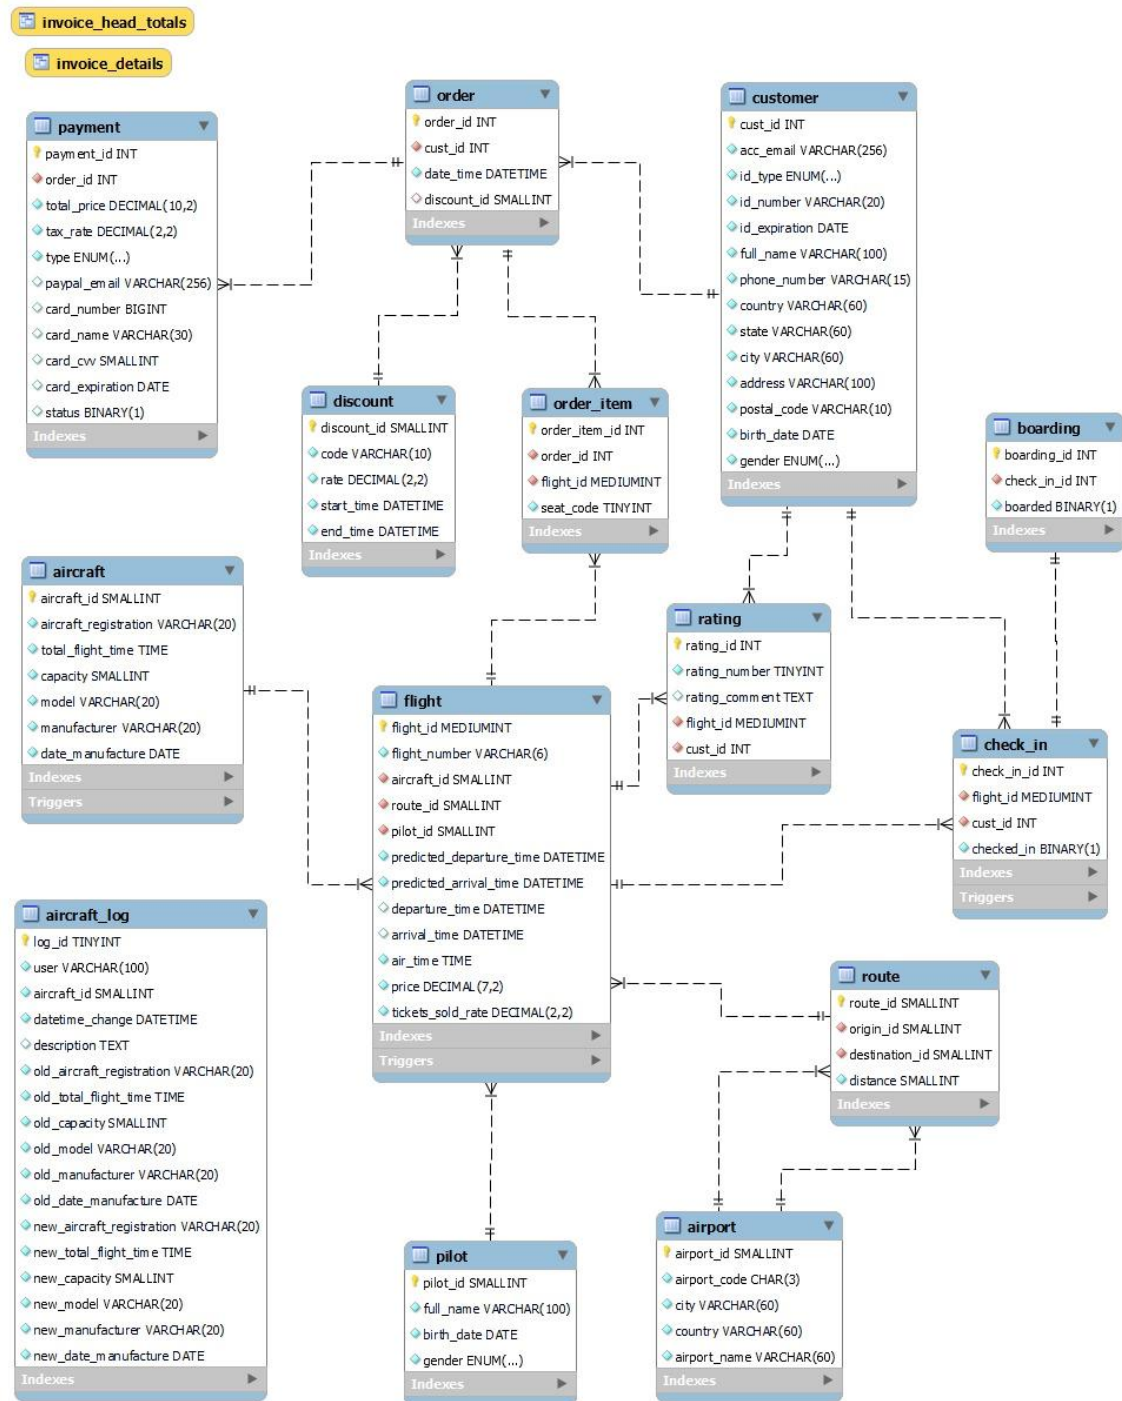 invoice_head_totals
invoice_details
payment
payment_id INT
order_id INT
total_price DECIMAL(10,2)
tax_rate DECIMAL(2,2)
type ENUM(...)
paypal_email VARCHAR(256)
card_number BIGINT
card_name VARCHAR(30)
card_cvv SMALLINT
card_expiration DATE
status BINARY(1)
Indexes
order
order_id INT
cust_id INT
date_time DATETIME
discount_id SMALLINT
Indexes
customer
cust_id INT
acc_email VARCHAR(256)
id_type ENUM(...)
id_number VARCHAR(20)
id_expiration DATE
full_name VARCHAR(100)
phone_number VARCHAR(15)
country VARCHAR(60)
state VARCHAR(60)
city VARCHAR(60)
address VARCHAR(100)
postal_code VARCHAR(10)
birth_date DATE
gender ENUM(...)
Indexes
discount
discount_id SMALLINT
code VARCHAR(10)
rate DECIMAL(2,2)
start_time DATETIME
end_time DATETIME
Indexes
order_item
order_item_id INT
order_id INT
flight_id MEDIUMINT
seat_code TINYINT
Indexes
boarding
boarding_id INT
check_in_id INT
boarded BINARY(1)
Indexes
aircraft
aircraft_id SMALLINT
aircraft_registration VARCHAR(20)
total_flight_time TIME
capacity SMALLINT
model VARCHAR(20)
manufacturer VARCHAR(20)
date_manufacture DATE
Indexes
Triggers
rating
rating_id INT
rating_number TINYINT
rating_comment TEXT
flight_id MEDIUMINT
cust_id INT
Indexes
flight
flight_id MEDIUMINT
flight_number VARCHAR(6)
aircraft_id SMALLINT
route_id SMALLINT
pilot_id SMALLINT
predicted_departure_time DATETIME
predicted_arrival_time DATETIME
departure_time DATETIME
arrival_time DATETIME
air_time TIME
price DECIMAL(7,2)
tickets_sold_rate DECIMAL(2,2)
Indexes
Triggers
check_in
check_in_id INT
flight_id MEDIUMINT
cust_id INT
checked_in BINARY(1)
Indexes
Triggers
aircraft_log
log_id TINYINT
user VARCHAR(100)
aircraft_id SMALLINT
datetime_change DATETIME
description TEXT
old_aircraft_registration VARCHAR(20)
old_total_flight_time TIME
old_capacity SMALLINT
old_model VARCHAR(20)
old_manufacturer VARCHAR(20)
old_date_manufacture DATE
new_aircraft_registration VARCHAR(20)
new_total_flight_time TIME
new_capacity SMALLINT
new_model VARCHAR(20)
new_manufacturer VARCHAR(20)
new_date_manufacture DATE
Indexes
route
route_id SMALLINT
origin_id SMALLINT
destination_id SMALLINT
distance SMALLINT
Indexes
pilot
pilot_id SMALLINT
full_name VARCHAR(100)
birth_date DATE
gender ENUM(...)
Indexes
airport
airport_id SMALLINT
airport_code CHAR(3)
city VARCHAR(60)
country VARCHAR(60)
airport_name VARCHAR(60)
Indexes